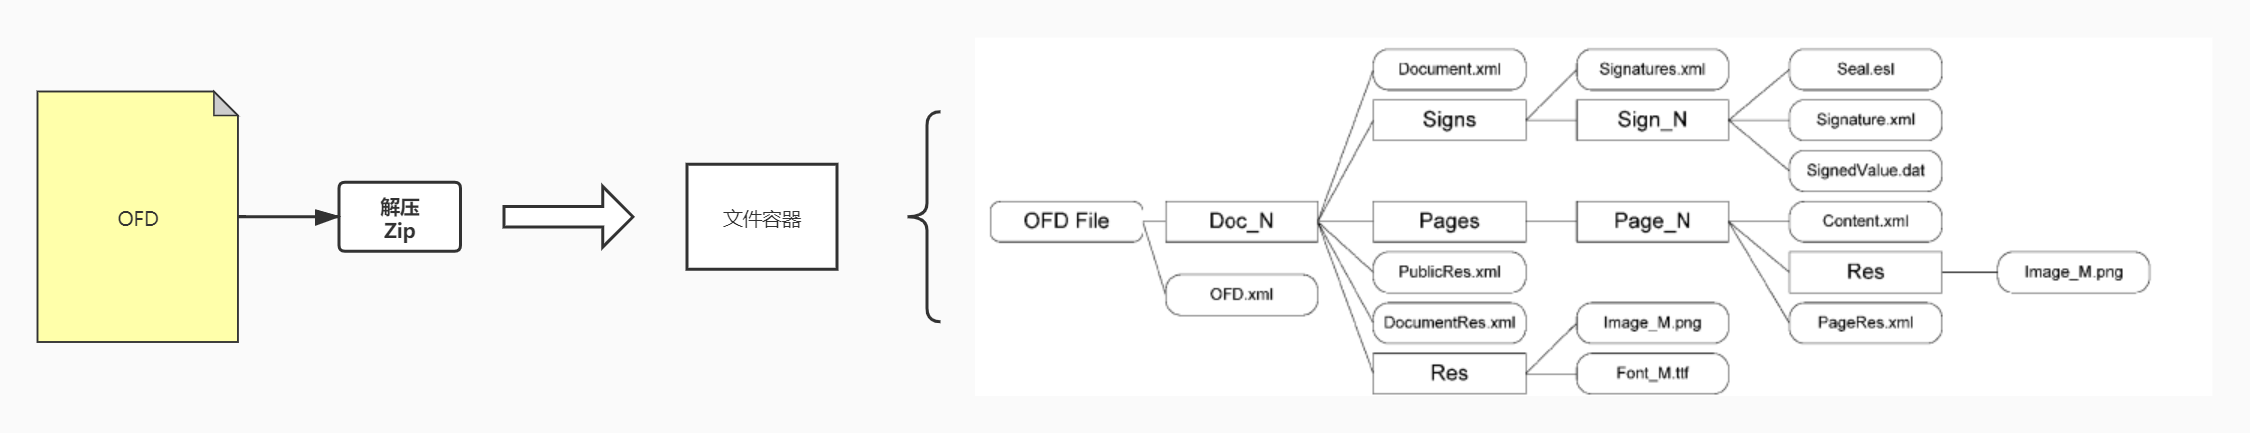 OFD
解压
Zip
文件容器
OFD File
Doc_N
OFD.xml
Document.xml
Signs
Signatures.xml
Sign_N
Seal.esl
Signature.xml
SignedValue.dat
Pages
Page_N
Content.xml
Res
Image_M.png
PageRes.xml
PublicRes.xml
DocumentRes.xml
Res
Image_M.png
Font_M.ttf